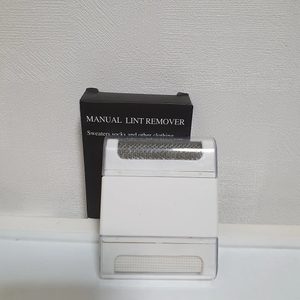 MANUAL LINT REMOVER
Sweaters socks and other clothing